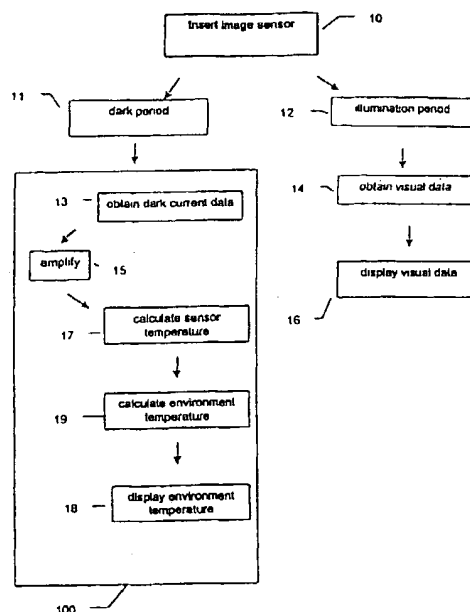 Insert image sensor
10
11
dark period
12
illumination period
13
obtain dark current data
14
obtain visual data
amplify
15
display visual data
16
calculate sensor
temperature
17
calculate environment
temperature
19
display environment
temperature
18
100